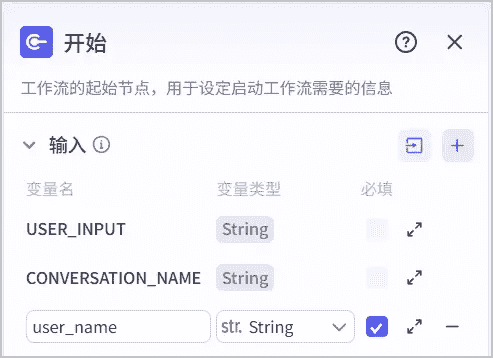 开始
工作流的起始节点，用于设定启动工作流需要的信息
输入
变量名 变量类型 必填
USER_INPUT String
CONVERSATION_NAME String
user_name str. String